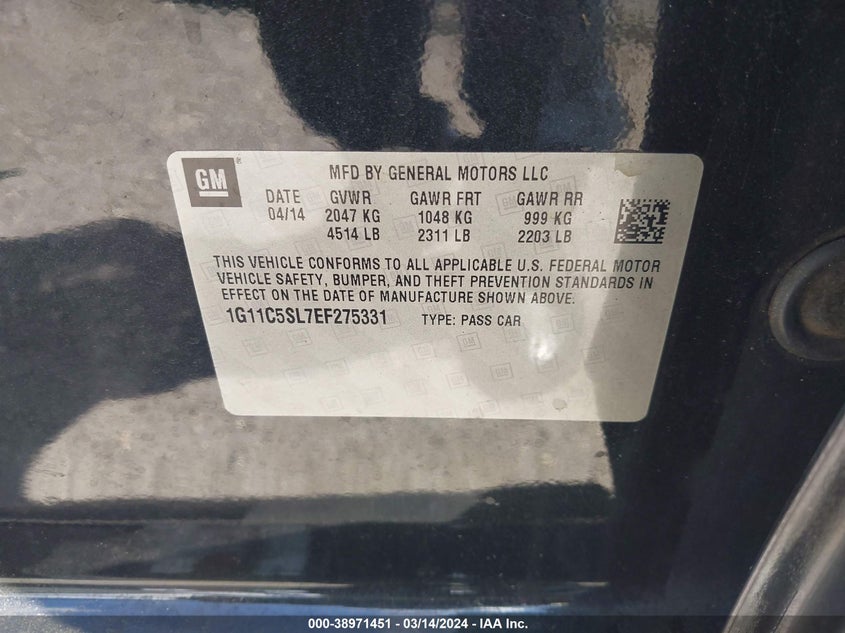 GM
MFD BY GENERAL MOTORS LLC
DATE GVWR GAWR FRT GAWR RR
04/14 2047 KG 1048 KG 999 KG
4514 LB 2311 LB 2203 LB
THIS VEHICLE CONFORMS TO ALL APPLICABLE U.S. FEDERAL MOTOR
VEHICLE SAFETY, BUMPER, AND THEFT PREVENTION STANDARDS IN
EFFECT ON THE DATE OF MANUFACTURE SHOWN ABOVE.
1G11C5SL7EF275331 TYPE: PASS CAR
000-38971451 - 03/14/2024 - IAA Inc.